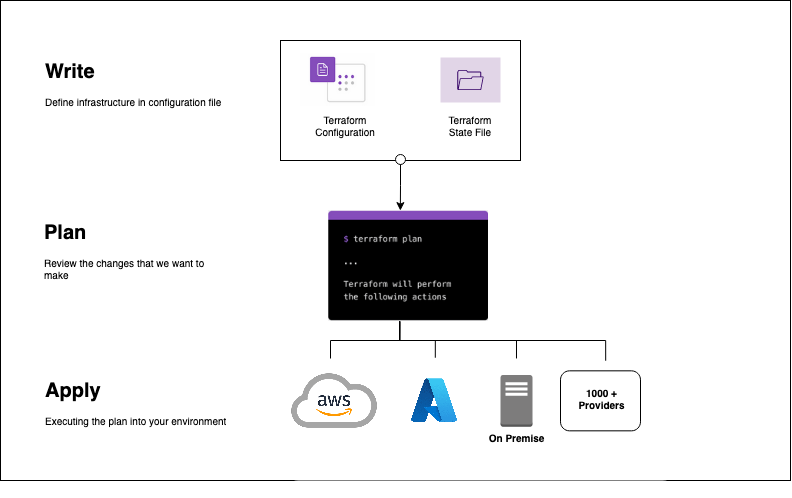 Write
Define infrastructure in configuration file
Terraform
Configuration
Terraform
State File
Plan
Review the changes that we want to
make
$ terraform plan
...
Terraform will perform
the following actions
Apply
Executing the plan into your environment
aws
On Premise
1000 +
Providers